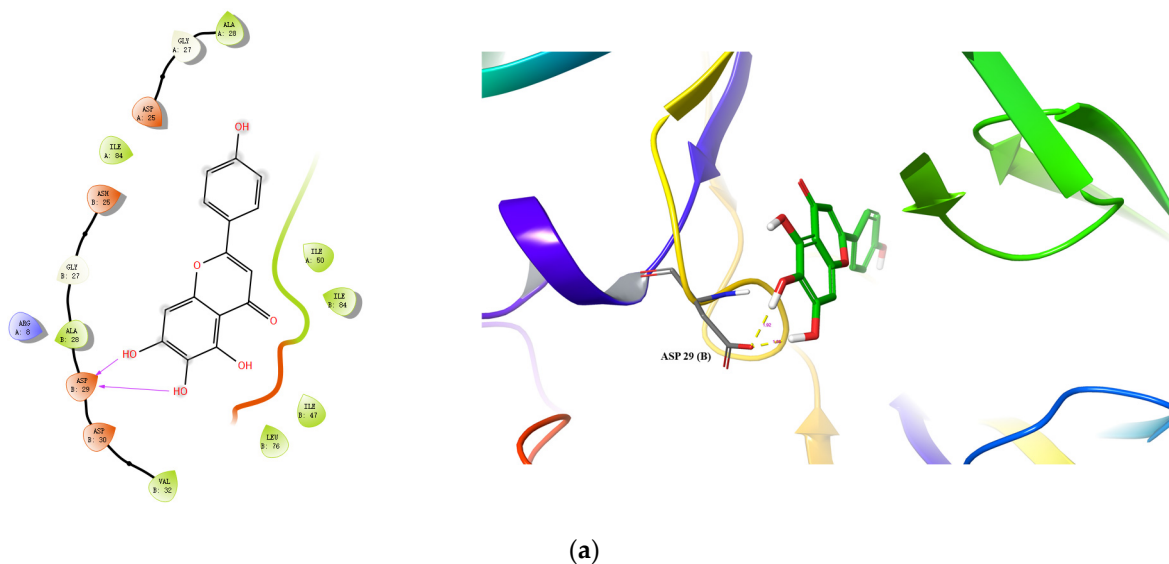 ALA
A: 28
GLY
A: 27
ASP
A: 25
ILE
A: 84
OH
ASH
B: 25
GLY
B: 27
ILE
A: 50
ILE
B: 84
O
O
ARG
A: 8
ALA
B: 28
HO
OH
HO
ASP
B: 29
ILE
B: 47
LEU
B: 76
ASP
B: 30
VAL
B: 32
ASP 29 (B)
(a)